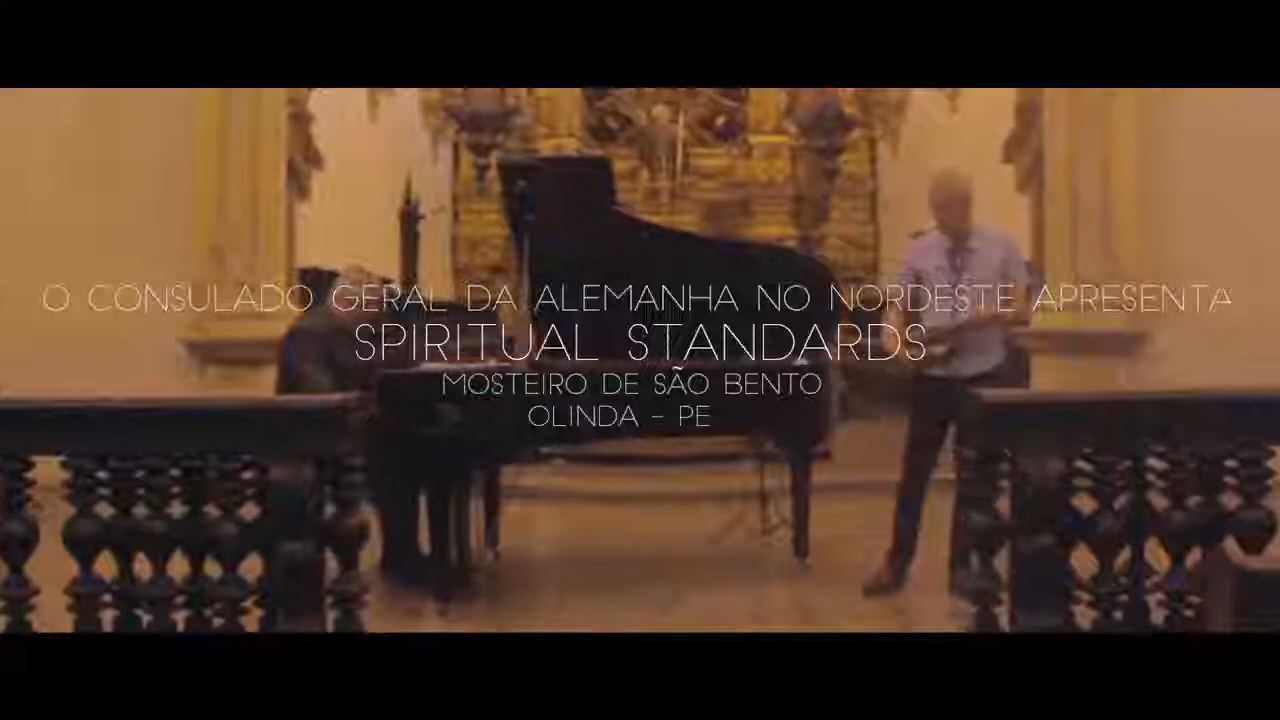 O CONSULADO GERAL DA ALEMANHA NO NORDESTE APRESENTA
SPIRITUAL STANDARDS
MOSTEIRO DE SÃO BENTO
OLINDA - PE